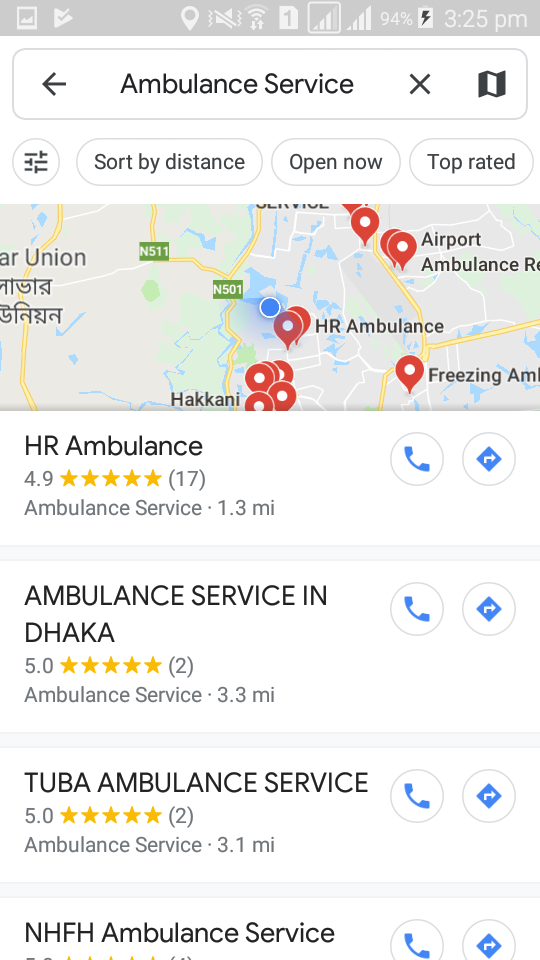 1
94%
3:25 pm
Ambulance Service
Sort by distance
Open now
Top rated
SERVICE
ar Union
লাভার
উনিয়ন
N511
N501
Airport
Ambulance Re
HR Ambulance
Freezing Aml
Hakkani
HR Ambulance
4.9 (17)
Ambulance Service · 1.3 mi
AMBULANCE SERVICE IN
DHAKA
5.0 (2)
Ambulance Service · 3.3 mi
TUBA AMBULANCE SERVICE
5.0 (2)
Ambulance Service · 3.1 mi
NHFH Ambulance Service